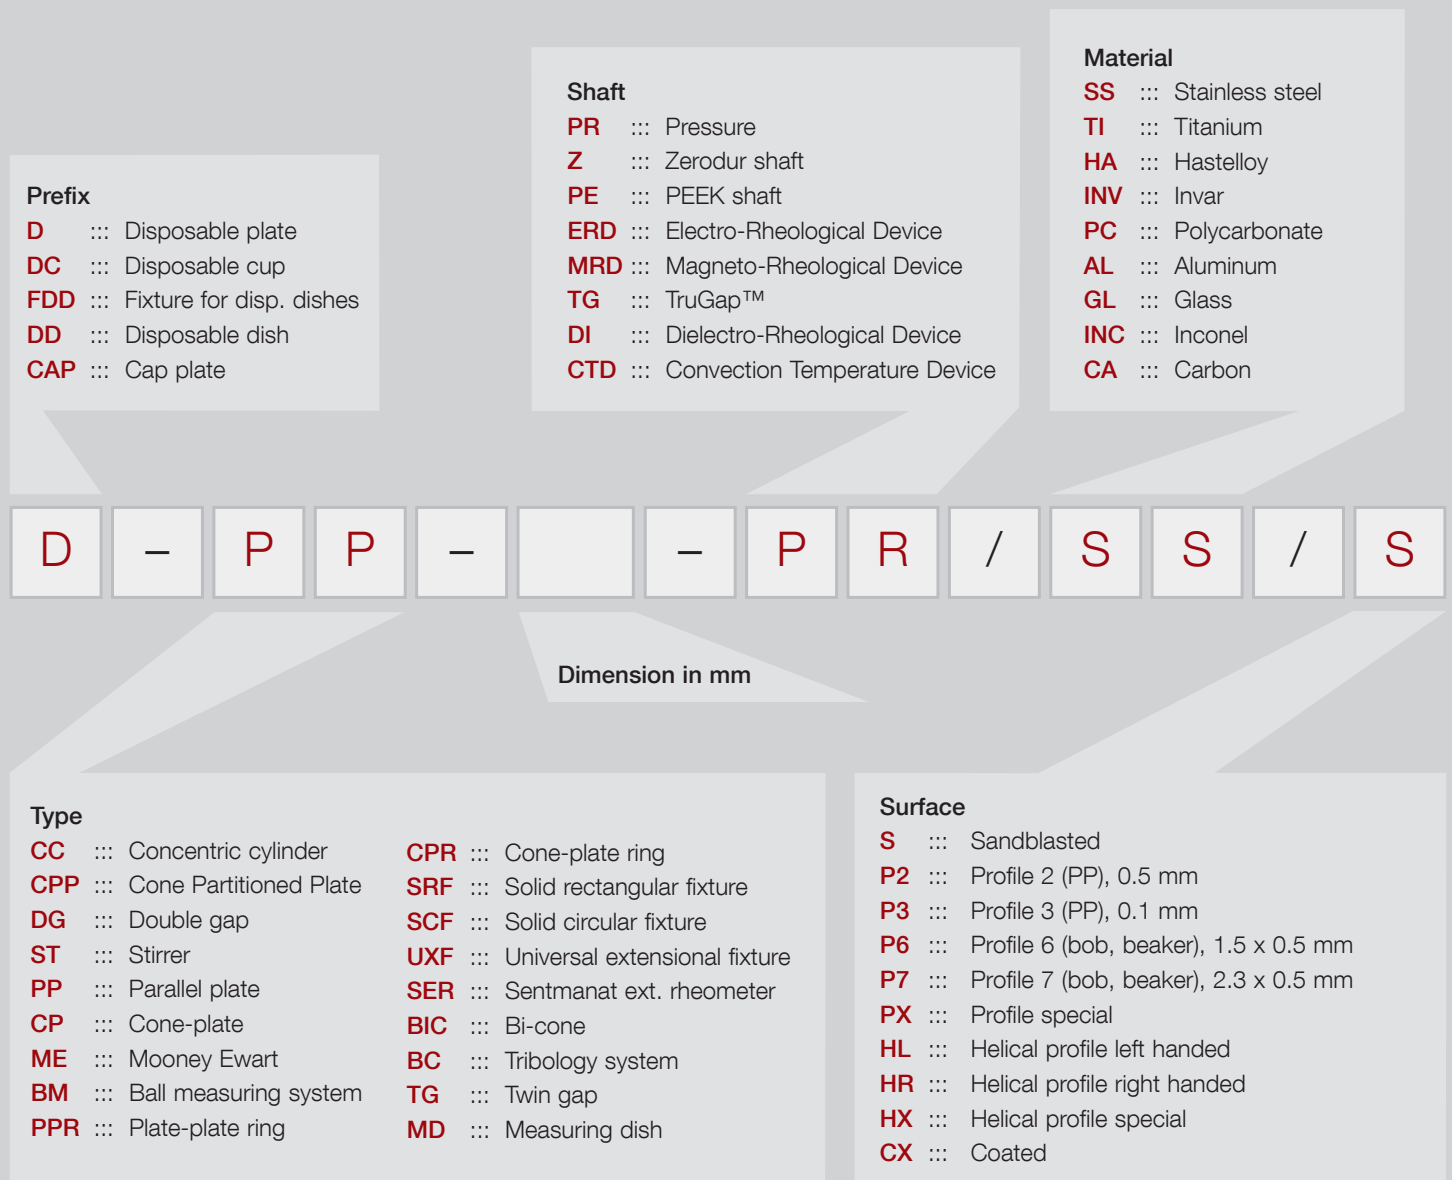 Prefix
D ::: Disposable plate
DC ::: Disposable cup
FDD ::: Fixture for disp. dishes
DD ::: Disposable dish
CAP ::: Cap plate
Shaft
PR ::: Pressure
Z ::: Zerodur shaft
PE ::: PEEK shaft
ERD ::: Electro-Rheological Device
MRD ::: Magneto-Rheological Device
TG ::: TruGap™
DI ::: Dielectro-Rheological Device
CTD ::: Convection Temperature Device
Material
SS ::: Stainless steel
TI ::: Titanium
HA ::: Hastelloy
INV ::: Invar
PC ::: Polycarbonate
AL ::: Aluminum
GL ::: Glass
INC ::: Inconel
CA ::: Carbon
D – P P – – P R / S S / S
Dimension in mm
Type
CC ::: Concentric cylinder
CPP ::: Cone Partitioned Plate
DG ::: Double gap
ST ::: Stirrer
PP ::: Parallel plate
CP ::: Cone-plate
ME ::: Mooney Ewart
BM ::: Ball measuring system
PPR ::: Plate-plate ring
CPR ::: Cone-plate ring
SRF ::: Solid rectangular fixture
SCF ::: Solid circular fixture
UXF ::: Universal extensional fixture
SER ::: Sentmanat ext. rheometer
BIC ::: Bi-cone
BC ::: Tribology system
TG ::: Twin gap
MD ::: Measuring dish
Surface
S ::: Sandblasted
P2 ::: Profile 2 (PP), 0.5 mm
P3 ::: Profile 3 (PP), 0.1 mm
P6 ::: Profile 6 (bob, beaker), 1.5 x 0.5 mm
P7 ::: Profile 7 (bob, beaker), 2.3 x 0.5 mm
PX ::: Profile special
HL ::: Helical profile left handed
HR ::: Helical profile right handed
HX ::: Helical profile special
CX ::: Coated